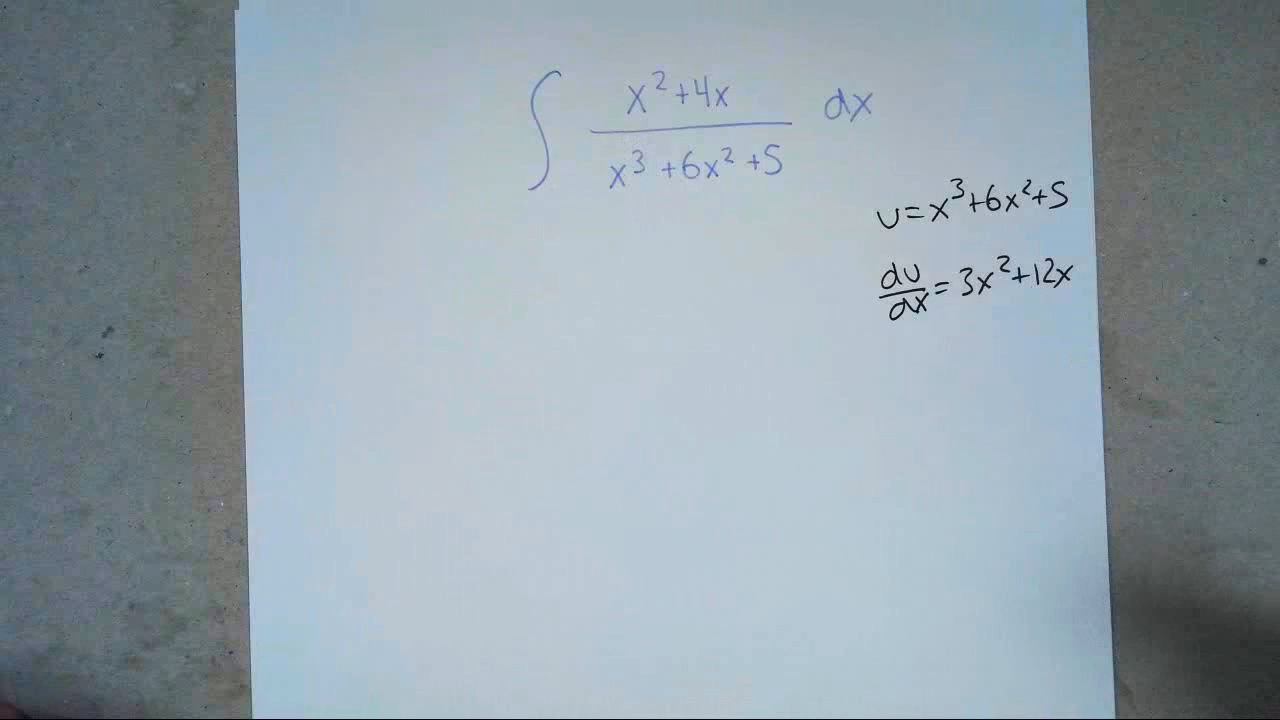 ∫ x²+4x / x³+6x²+5 dx
u=x³+6x²+5
du/dx=3x²+12x